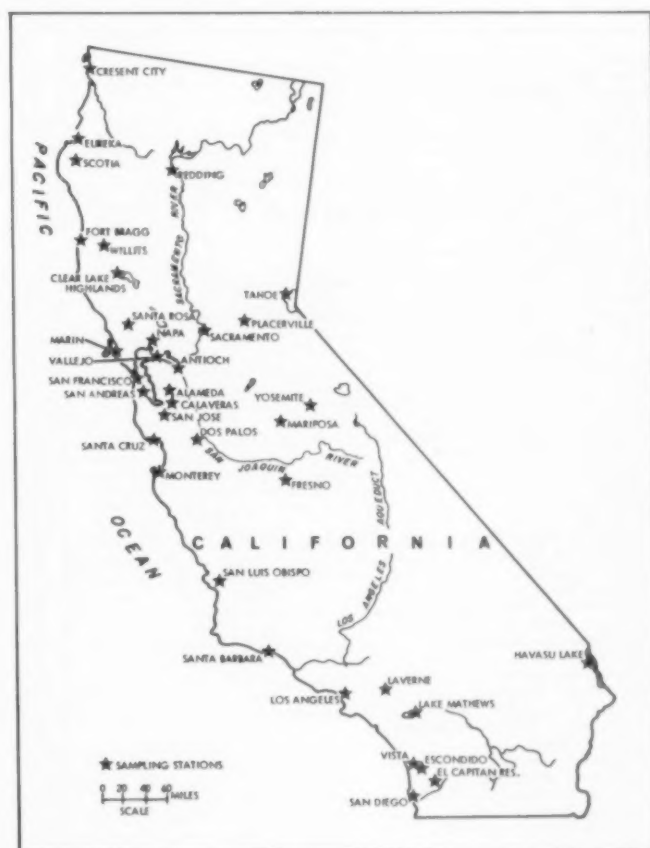 CRESENT CITY
EUREKA
SCOTIA
REDDING
PACIFIC
SACRAMENTO RIVER
FORT BRAGG
WILLITS
CLEAR LAKE
HIGHLANDS
TAHOE
SANTA ROSA
NAPA
PLACERVILLE
SACRAMENTO
MARIN
VALLEJO
ANTIOCH
SAN FRANCISCO
SAN ANDREAS
ALAMEDA
CALAVERAS
YOSEMITE
SAN JOSE
MARIPOSA
DOS PALOS
SANTA CRUZ
SAN JOAQUIN RIVER
MONTEREY
FRESNO
OCEAN
CALIFORNIA
LOS ANGELES AQUEDUCT
SAN LUIS OBISPO
SANTA BARBARA
HAVASU LAKE
LOS ANGELES
LAVERNE
LAKE MATHEWS
VISTA
ESCONDIDO
EL CAPITAN RES.
SAN DIEGO
SAMPLING STATIONS
0 20 40 60 MILES
SCALE